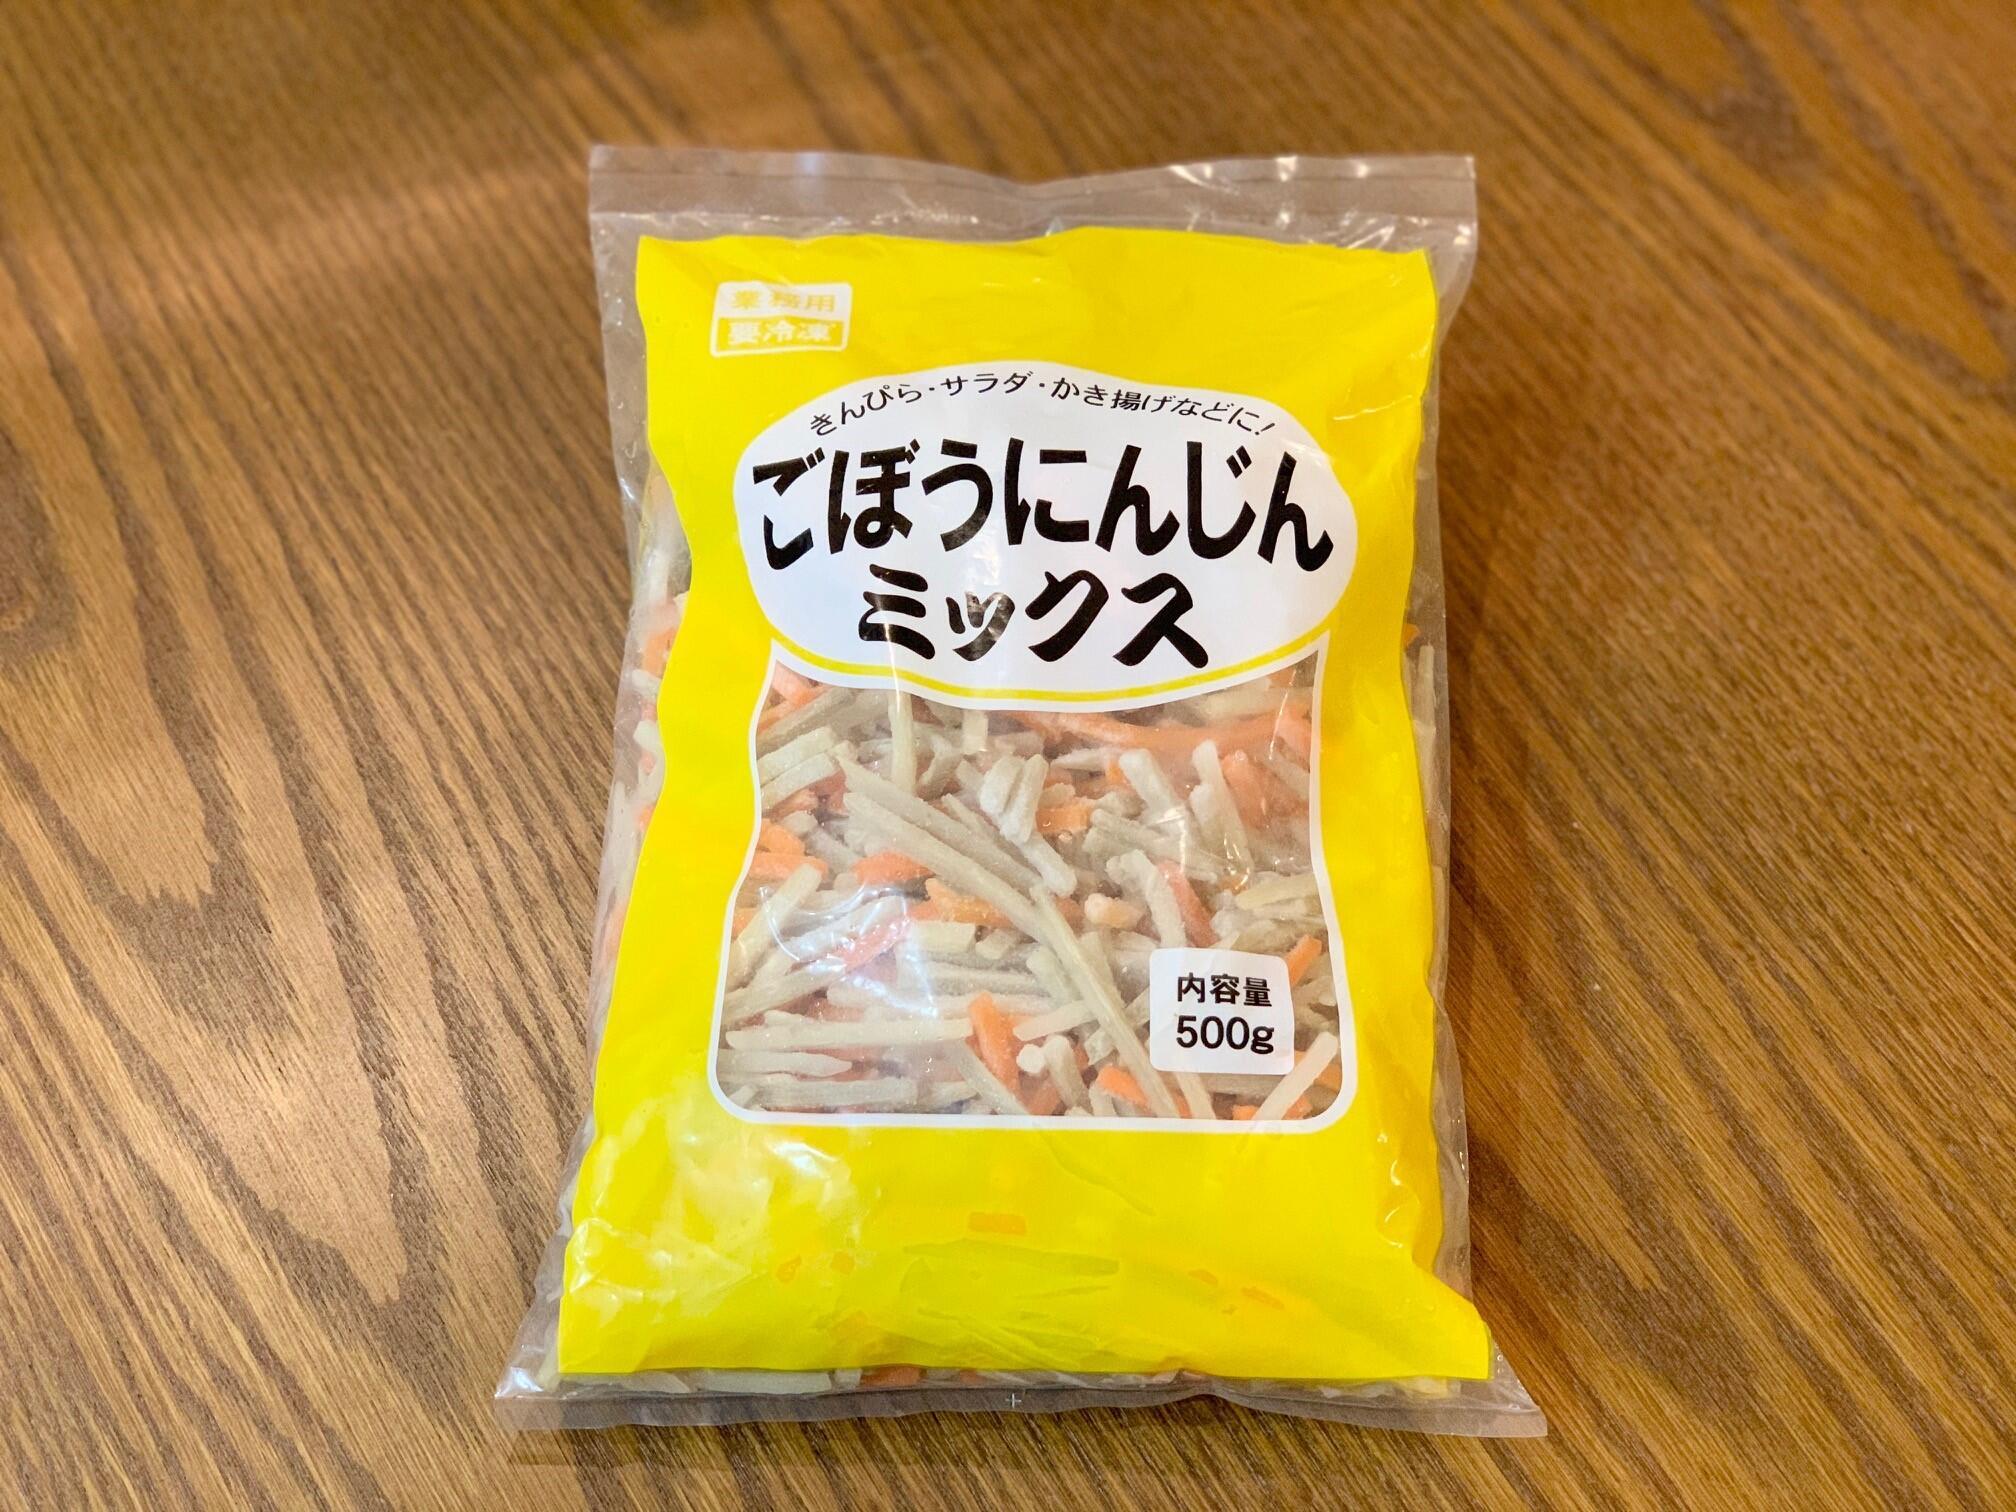 業務用
要冷凍
きんぴら・サラダ・かき揚げなどに!
ごぼうにんじん
ミックス
内容量
500g